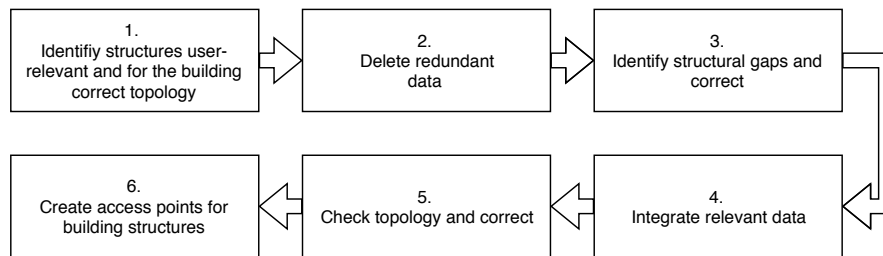 1.
Identifiy structures user-
relevant and for the building
correct topology
2.
Delete redundant
data
3.
Identify structural gaps and
correct
4.
Integrate relevant data
5.
Check topology and correct
6.
Create access points for
building structures